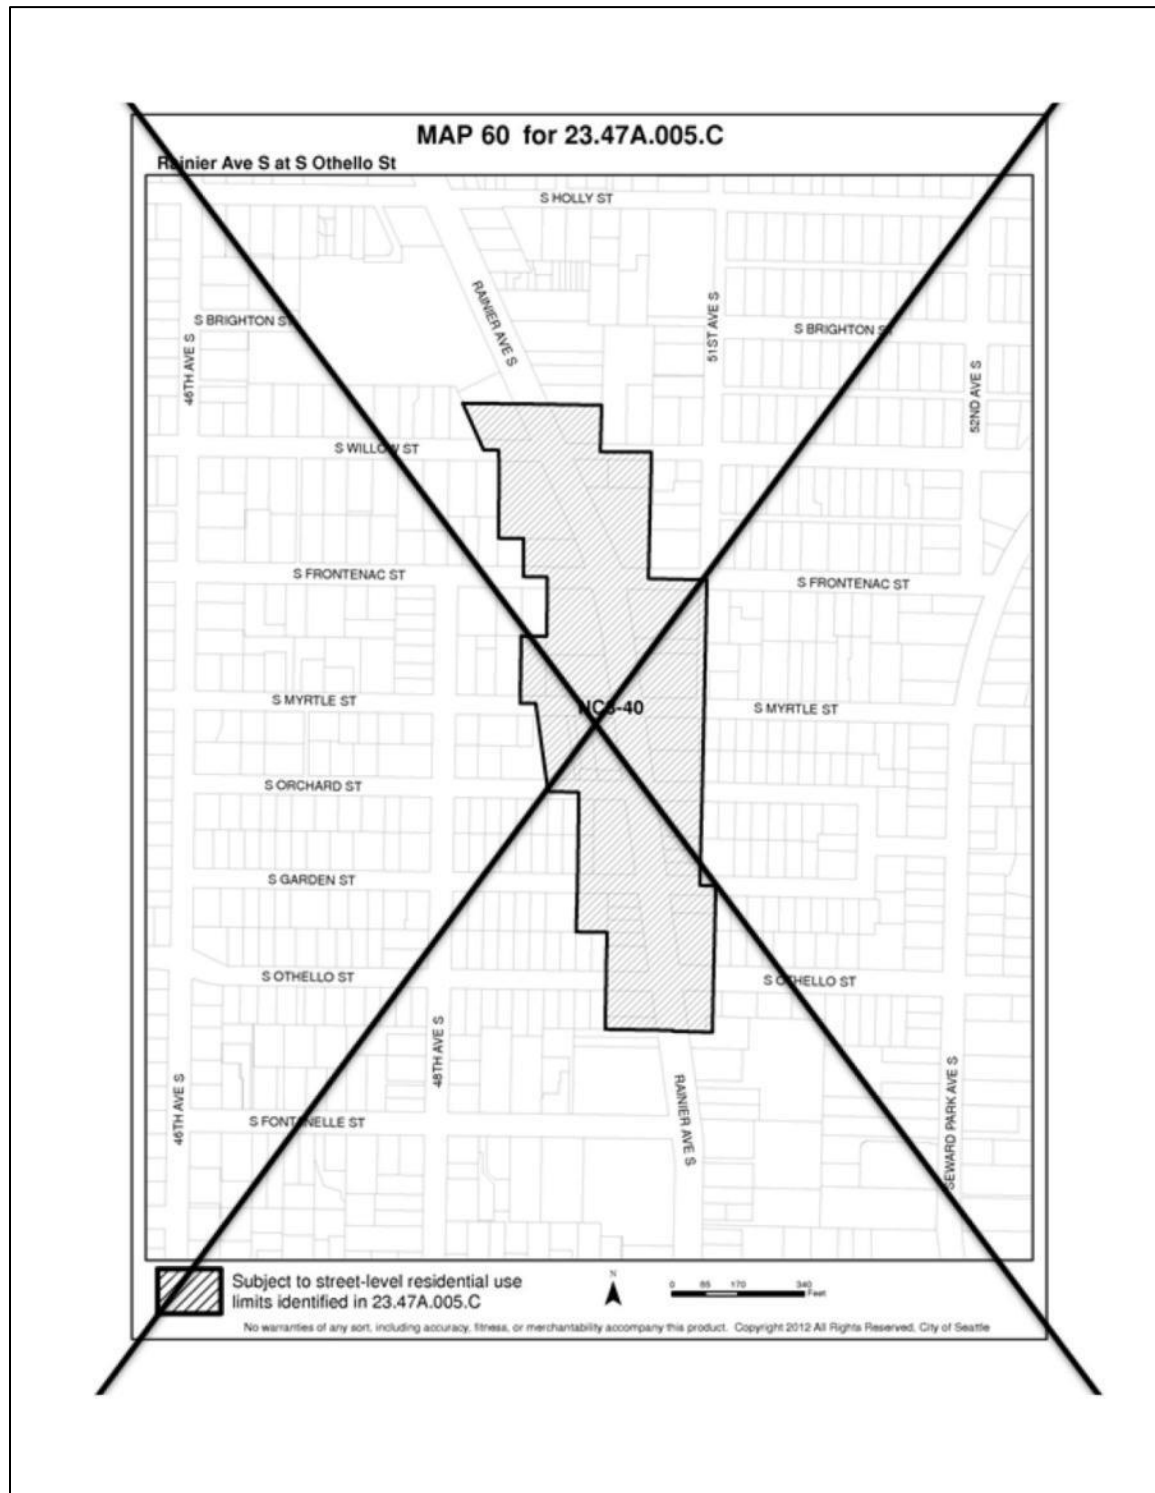 MAP 60 for 23.47A.005.C
Rainier Ave S at S Othello St
S HOLLY ST
RAINIER AVE S
51ST AVE S
S BRIGHTON ST
S BRIGHTON ST
46TH AVE S
52ND AVE S
S WILLOW ST
S FRONTENAC ST
S FRONTENAC ST
S MYRTLE ST
NC3-40
S MYRTLE ST
S ORCHARD ST
S GARDEN ST
S OTHELLO ST
S OTHELLO ST
48TH AVE S
46TH AVE S
RAINIER AVE S
SEWARD PARK AVE S
S FONTANELLE ST
Subject to street-level residential use
limits identified in 23.47A.005.C
N
0 85 170 340
Feet
No warranties of any sort, including accuracy, fitness, or merchantability accompany this product. Copyright 2012 All Rights Reserved, City of Seattle